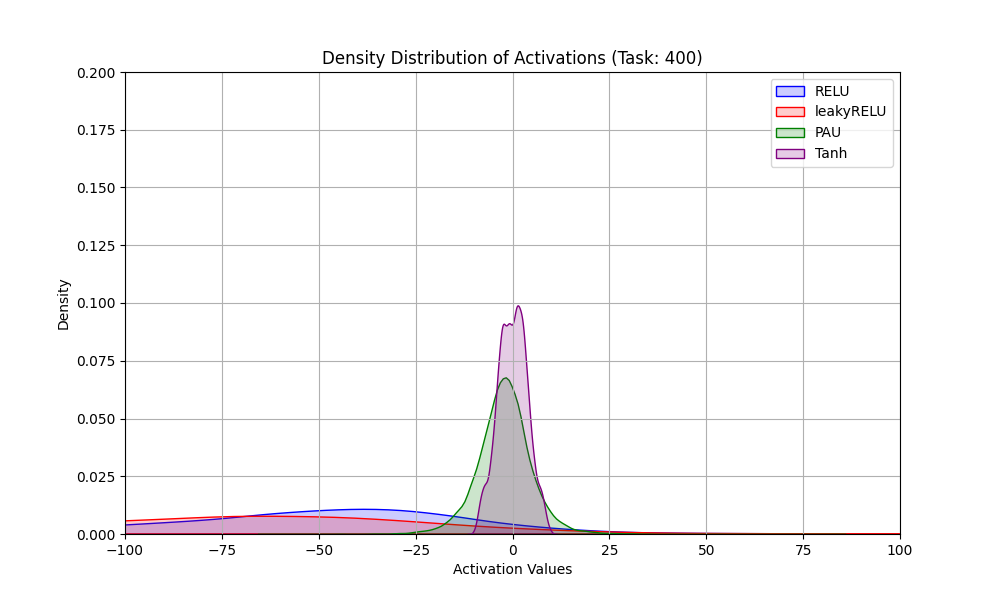 Density Distribution of Activations (Task: 400)
RELU
leakyRELU
PAU
Tanh
0.200
0.175
0.150
0.125
0.100
0.075
0.050
0.025
0.000
Density
−100
−75
−50
−25
0
25
50
75
100
Activation Values